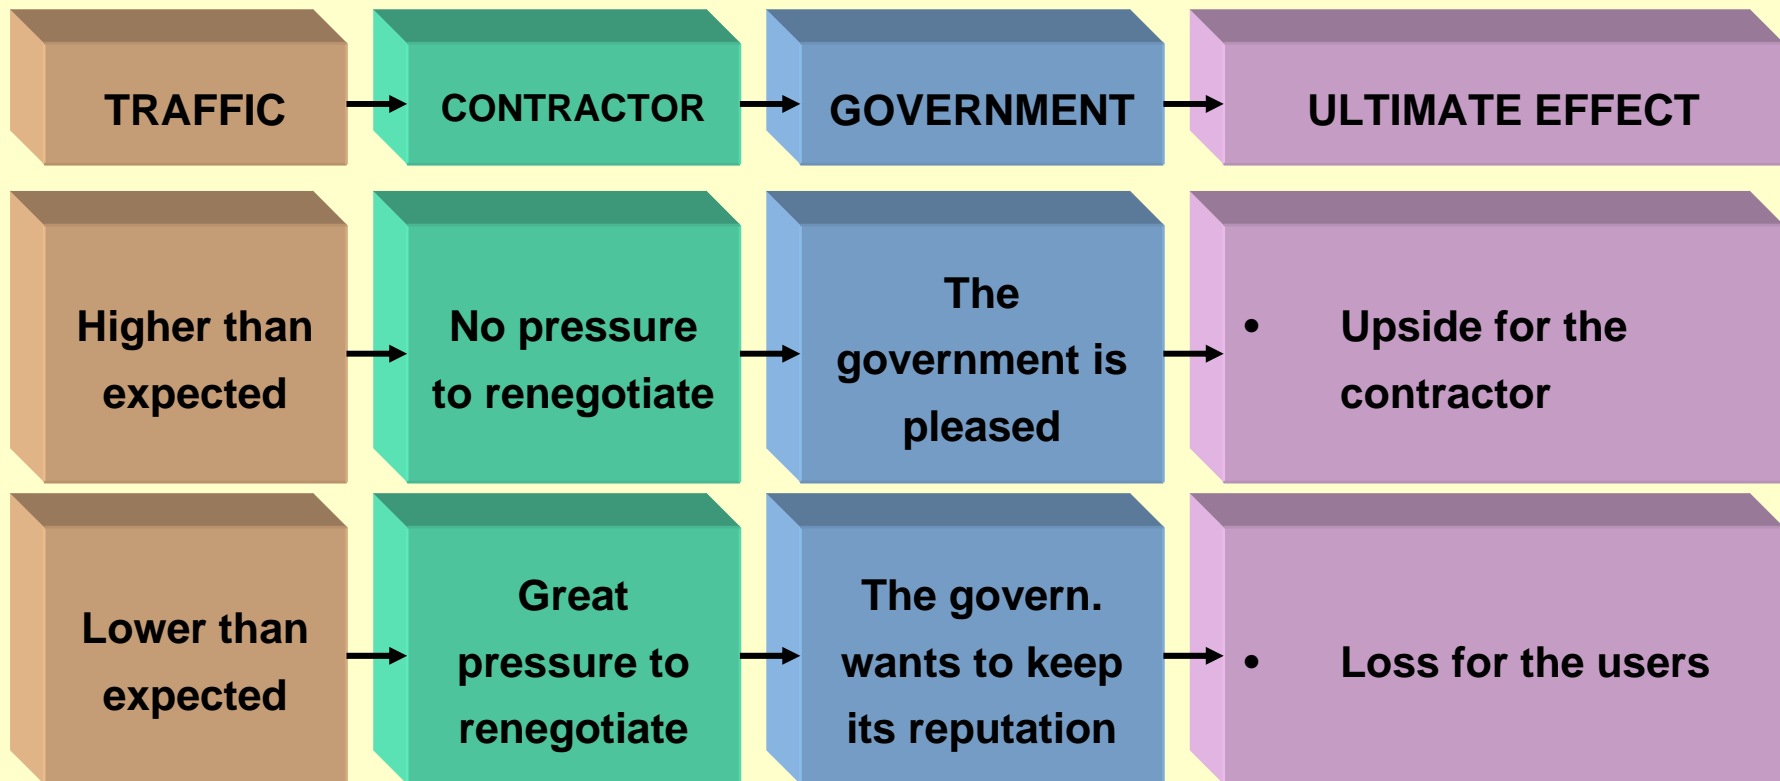 TRAFFIC
CONTRACTOR
GOVERNMENT
ULTIMATE EFFECT
Higher than
expected
No pressure
to renegotiate
The
government is
pleased
• Upside for the
contractor
Lower than
expected
Great
pressure to
renegotiate
The govern.
wants to keep
its reputation
• Loss for the users